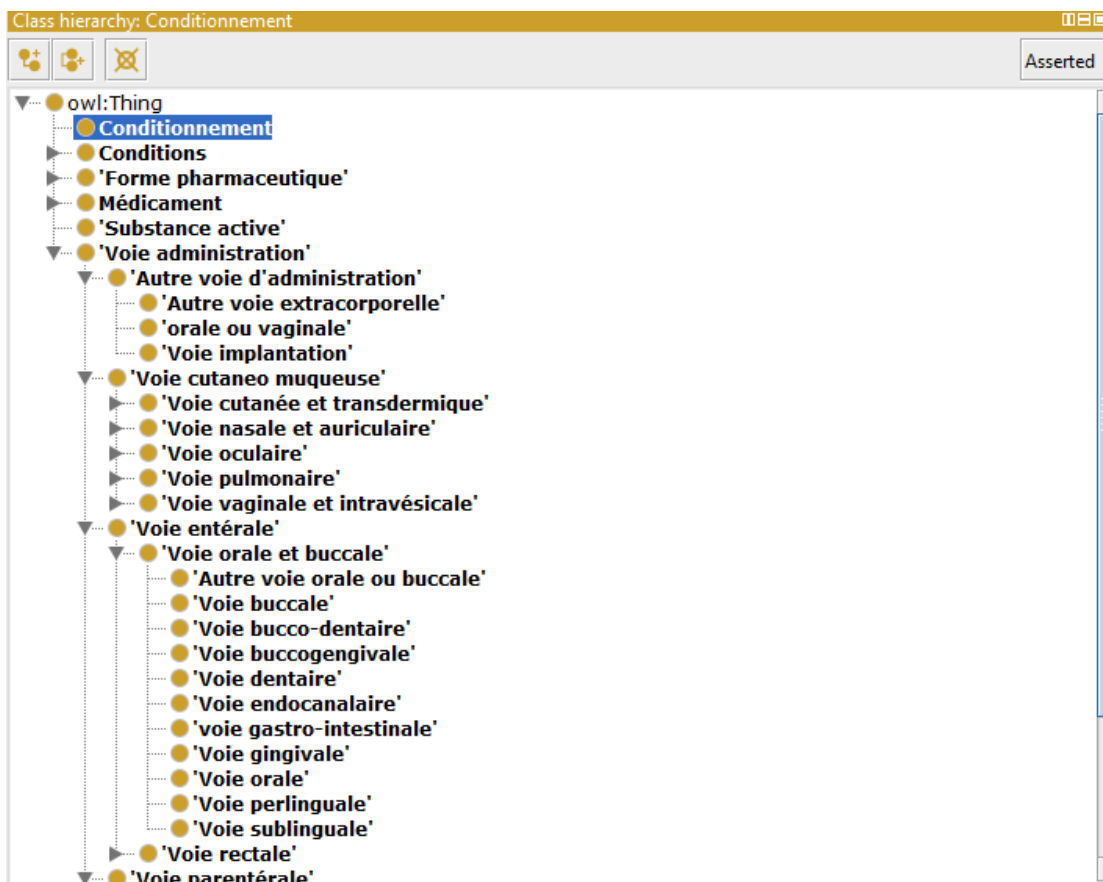 Class hierarchy: Conditionnement
Asserted
owl:Thing
Conditionnement
Conditions
'Forme pharmaceutique'
Médicament
'Substance active'
'Voie administration'
'Autre voie d'administration'
'Autre voie extracorporelle'
'orale ou vaginale'
'Voie implantation'
'Voie cutaneo muqueuse'
'Voie cutanée et transdermique'
'Voie nasale et auriculaire'
'Voie oculaire'
'Voie pulmonaire'
'Voie vaginale et intravésicale'
'Voie entérale'
'Voie orale et buccale'
'Autre voie orale ou buccale'
'Voie buccale'
'Voie bucco-dentaire'
'Voie buccogengivale'
'Voie dentaire'
'Voie endocanalaire'
'voie gastro-intestinale'
'Voie gingivale'
'Voie orale'
'Voie perlinguale'
'Voie sublinguale'
'Voie rectale'
'Voie parentérale'